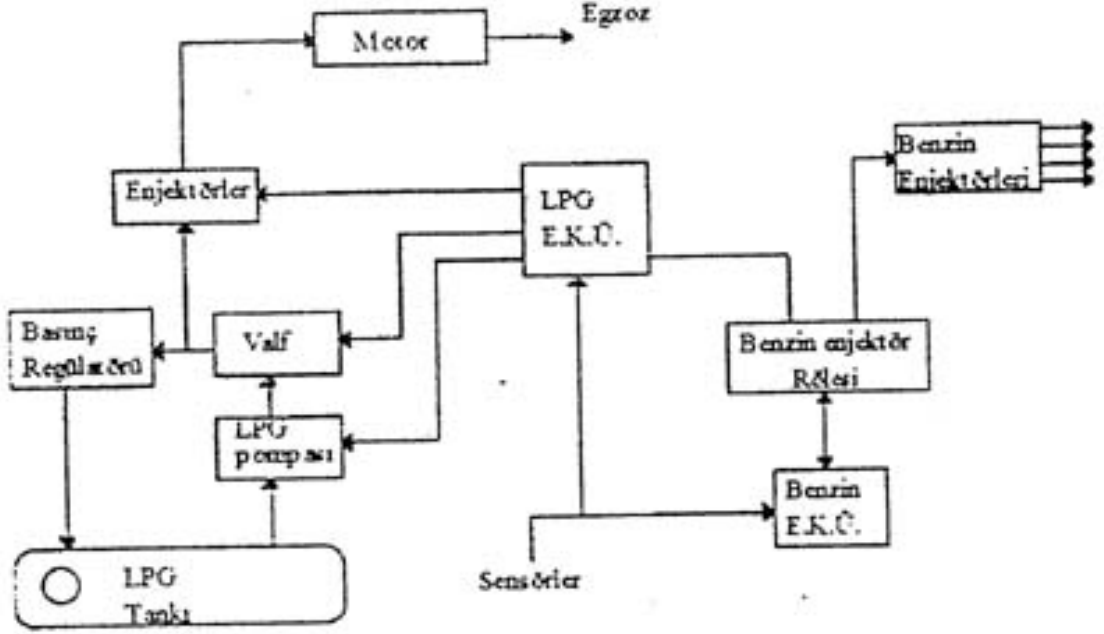 Egzoz
Motor
Benzin
Enjektörleri
Enjektörler
LPG
E.K.Ü.
Basınç
Regülatörü
Valf
Benzin enjektör
Rölesi
LPG
pompası
Benzin
E.K.Ü.
LPG
Tankı
Sensörler